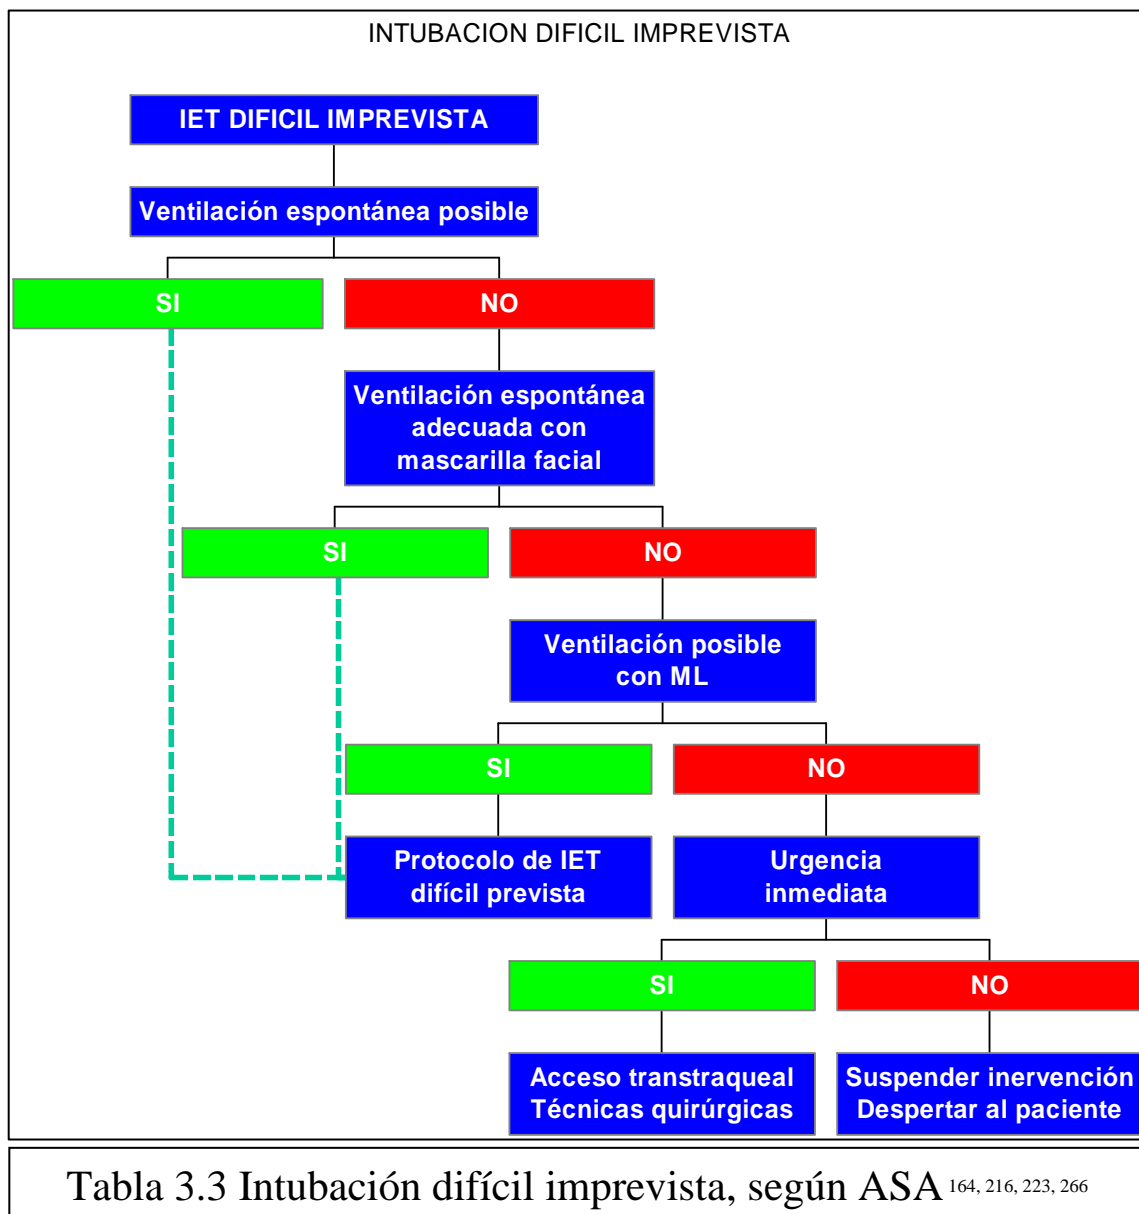 INTUBACION DIFICIL IMPREVISTA
IET DIFICIL IMPREVISTA
Ventilación espontánea posible
SI
NO
Ventilación espontánea
adecuada con
mascarilla facial
SI
NO
Ventilación posible
con ML
SI
NO
Protocolo de IET
difícil prevista
Urgencia
inmediata
SI
NO
Acceso transtraqueal
Técnicas quirúrgicas
Suspender inervención
Despertar al paciente
Tabla 3.3 Intubación difícil imprevista, según ASA 164, 216, 223, 266